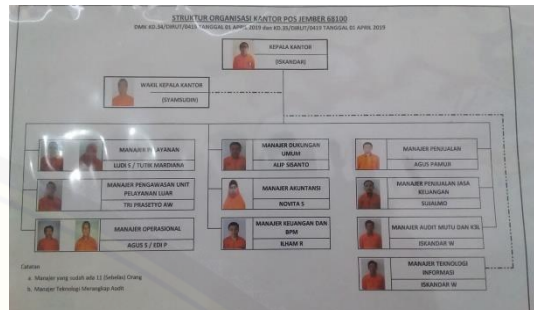 STRUKTUR ORGANISASI KANTOR POS JEMBER 68100
KEPALA KANTOR
(ISKANDAR)
WAKIL KEPALA KANTOR
(SYAMSUDIN)
MANAJER PELAYANAN
LUDI S / TUTIK MARDIANA
MANAJER PENGAWASAN UNIT
PELAYANAN LUAR
TRI PRASETYO AW
MANAJER OPERASIONAL
AGUS S / EDI P
MANAJER DUKUNGAN
UMUM
ALIP SISANTO
MANAJER AKUNTANSI
NOVITA S
MANAJER KEUANGAN DAN
BPM
ILHAM R
MANAJER PENJUALAN
AGUS PAMUJI
MANAJER PENJUALAN JASA
KEUANGAN
MANAJER AUDIT MUTU DAN
ISKANDAR W
MANAJER TEKNOLOGI
INFORMASI
ISKANDAR W
Catatan
a. Manajer yang sudah ada 11 (Sebelas) Orang
b. Manajer Teknologi Merangkap Audit